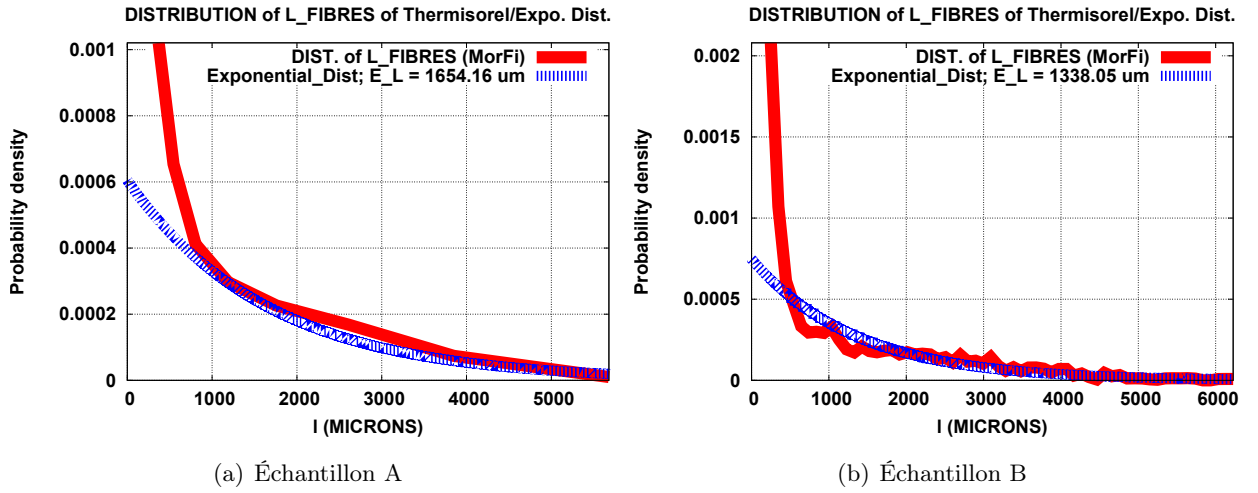 DISTRIBUTION of L_FIBRES of Thermisorel/Expo. Dist.
0.001
DIST. of L_FIBRES (MorFi)
Exponential_Dist; E_L = 1654.16 um
0.0008
0.0006
0.0004
0.0002
0
Probability density
0 1000 2000 3000 4000 5000
l (MICRONS)
(a) Échantillon A
DISTRIBUTION of L_FIBRES of Thermisorel/Expo. Dist.
0.002
DIST. of L_FIBRES (MorFi)
Exponential_Dist; E_L = 1338.05 um
0.0015
0.001
0.0005
0
Probability density
0 1000 2000 3000 4000 5000 6000
l (MICRONS)
(b) Échantillon B